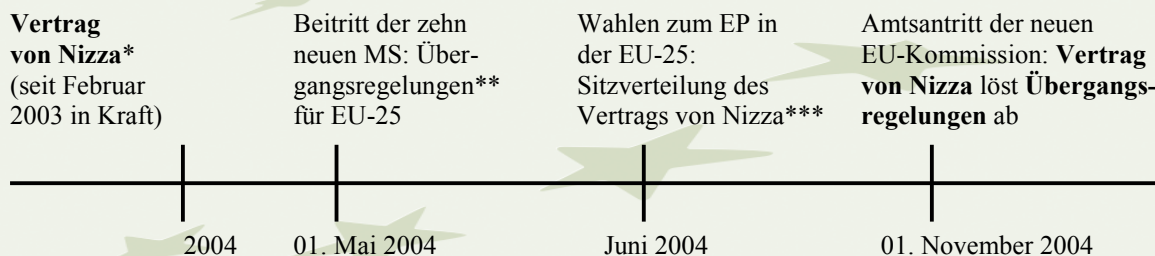 Vertrag
von Nizza*
(seit Februar
2003 in Kraft)
Beitritt der zehn
neuen MS: Über-
gangsregelungen**
für EU-25
Wahlen zum EP in
der EU-25:
Sitzverteilung des
Vertrags von Nizza***
Amtsantritt der neuen
EU-Kommission: Vertrag
von Nizza löst Übergangs-
regelungen ab
2004
01. Mai 2004
Juni 2004
01. November 2004